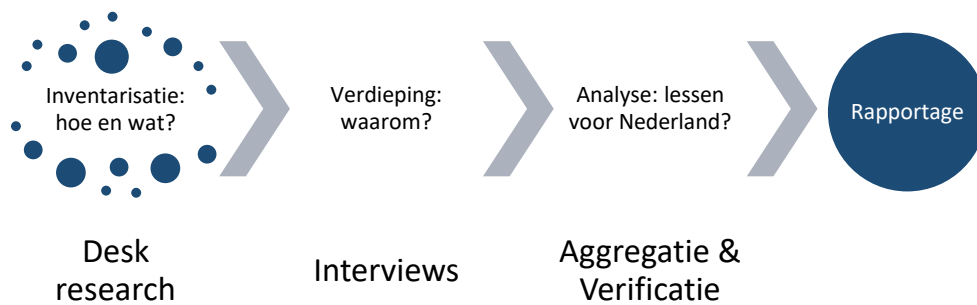 Inventarisatie:
hoe en wat?
Verdieping:
waarom?
Analyse: lessen
voor Nederland?
Rapportage
Desk
research
Interviews
Aggregatie &
Verificatie